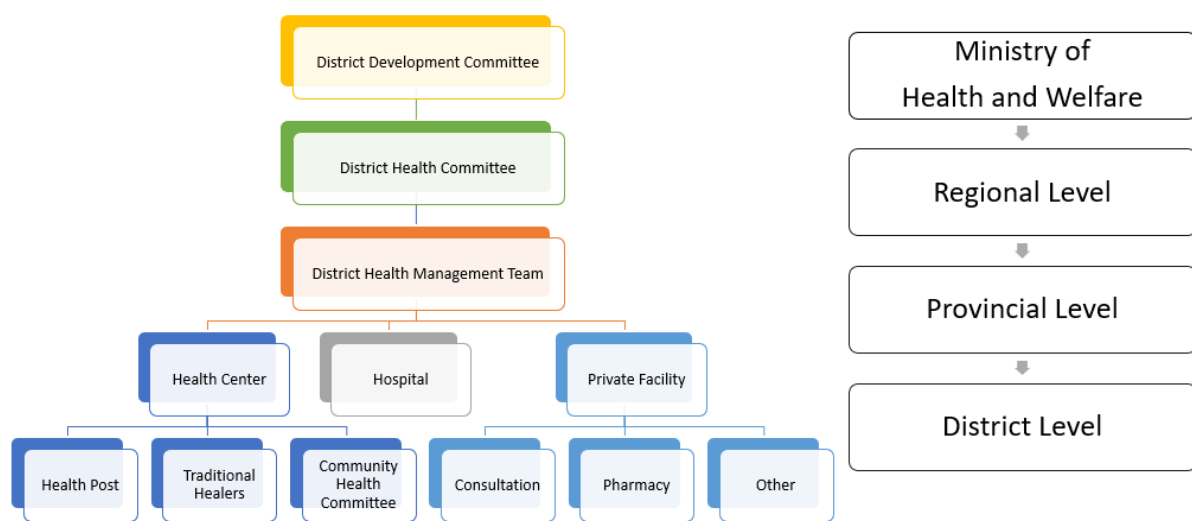 District Development Committee
District Health Committee
District Health Management Team
Health Center
Hospital
Private Facility
Health Post
Traditional
Healers
Community
Health
Committee
Consultation
Pharmacy
Other
Ministry of
Health and Welfare
Regional Level
Provincial Level
District Level